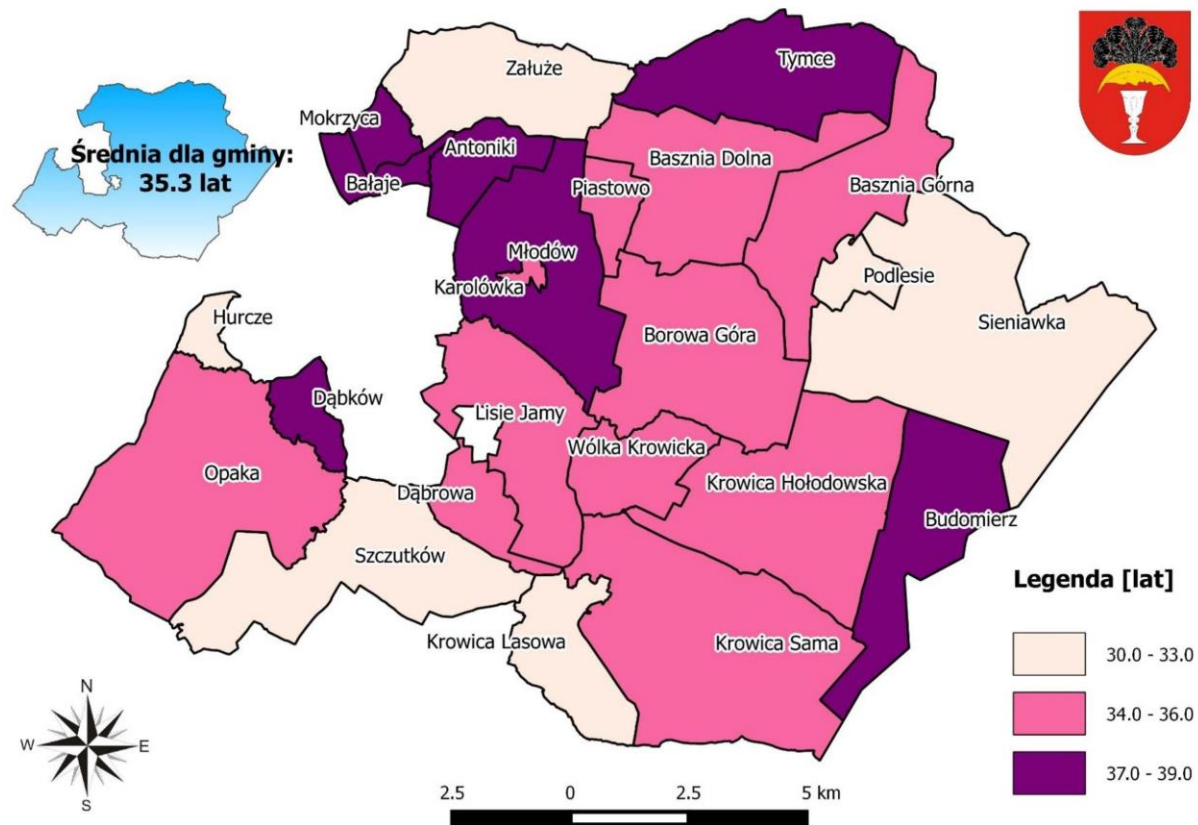 Załuże
Tymce
Mokrzyca
Średnia dla gminy:
35.3 lat
Antoniki
Bałaje
Basznia Dolna
Piastowo
Basznia Górna
Młodów
Karolówka
Podlesie
Hurcze
Borowa Góra
Sieniawka
Dąbków
Lisie Jamy
Wólka Krowicka
Opaka
Dąbrowa
Krowica Hołodowska
Budomierz
Szczutków
Krowica Lasowa
Krowica Sama
Legenda [lat]
30.0 - 33.0
34.0 - 36.0
37.0 - 39.0
N
W
E
S
2.5 0 2.5 5 km